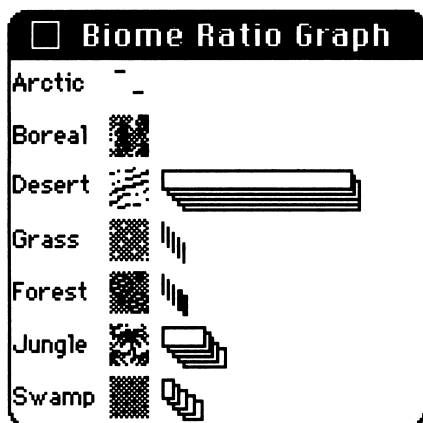 Biome Ratio Graph
Arctic
Boreal
Desert
Grass
Forest
Jungle
Swamp